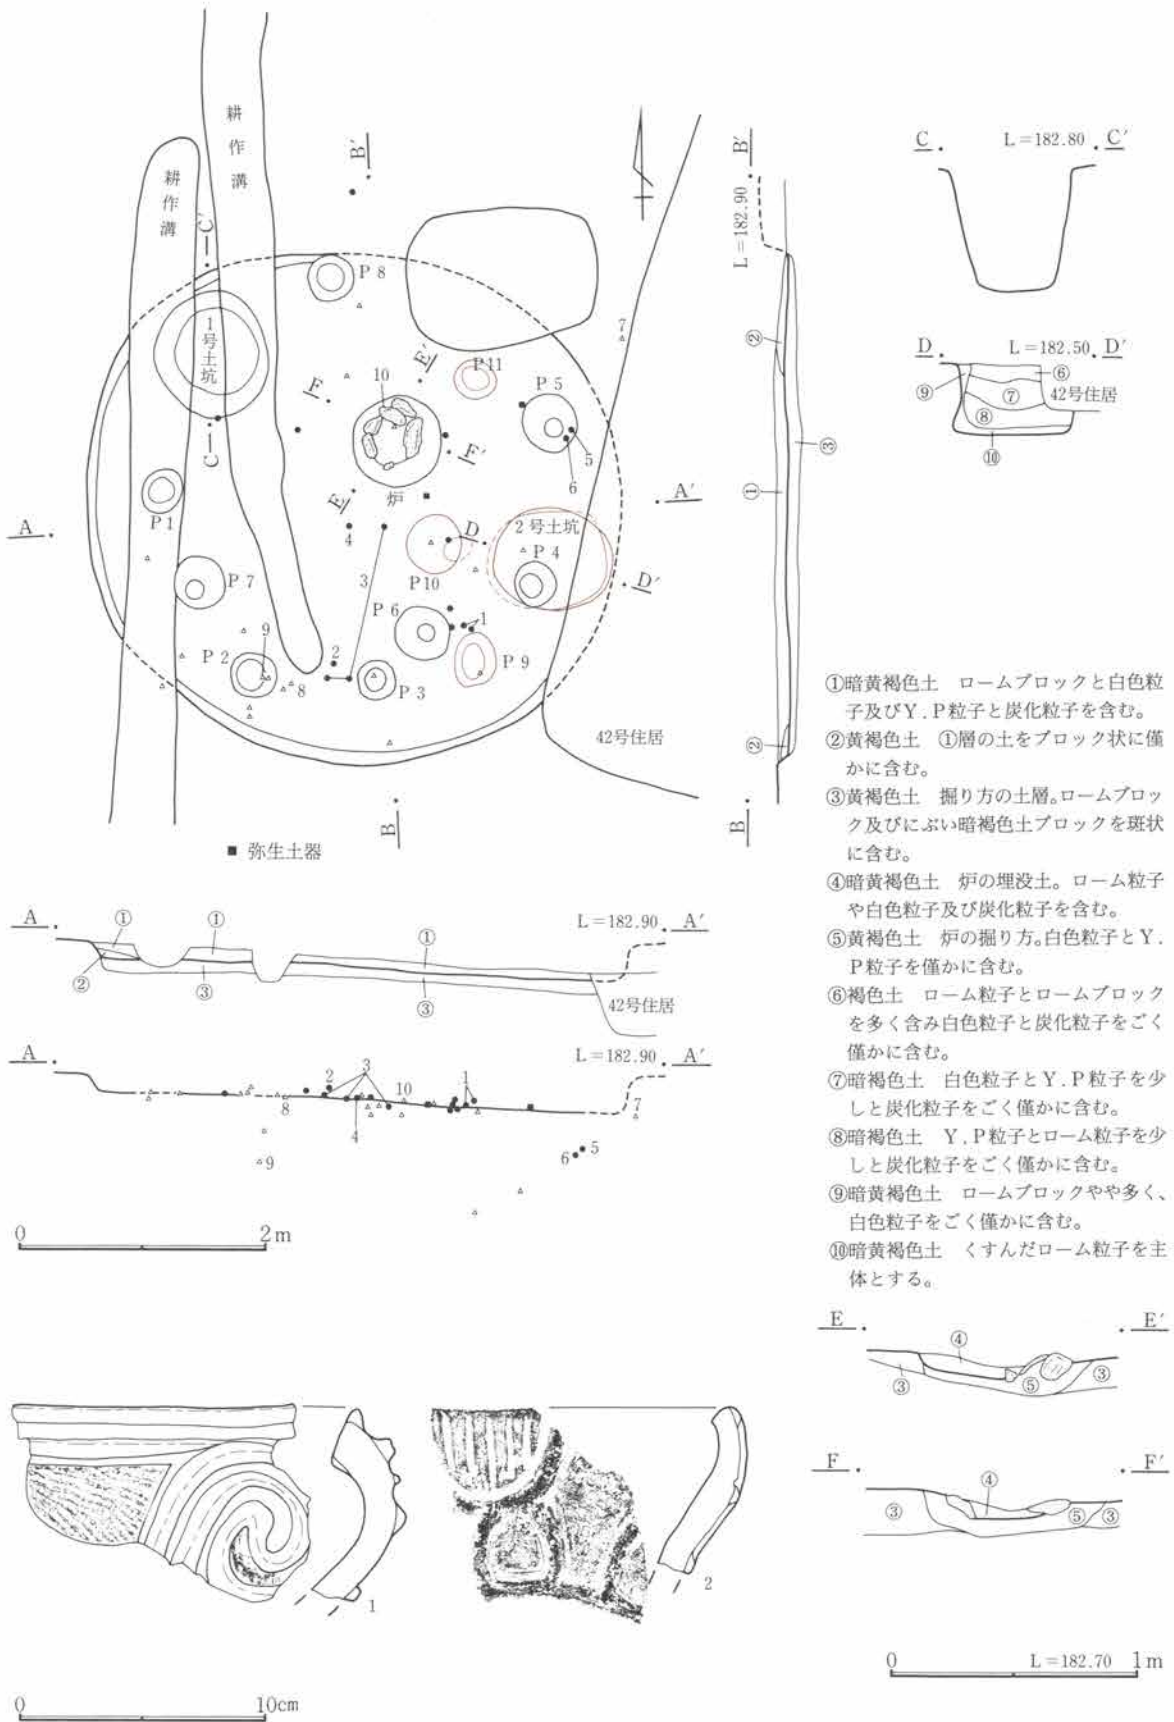 耕作溝
耕作溝
B′
C′
C
1号土坑
P 8
E′
F
10
P11
P 5
7
F′
5
6
E
炉
A
A′
P 1
4
D
2号土坑
P 4
D′
P10
3
P 7
P 6
1
9
P 2
2
8
P 9
P 3
42号住居
B
■ 弥生土器
B′
L=182.90
②
③
①
②
B
C
L=182.80
C′
D
L=182.50
D′
⑥
⑨
⑦
42号住居
⑧
⑩
①暗黄褐色土 ロームブロックと白色粒
子及びY.P粒子と炭化粒子を含む。
②黄褐色土 ①層の土をブロック状に僅
かに含む。
③黄褐色土 掘り方の土層。ロームブロッ
ク及びにぶい暗褐色土ブロックを斑状
に含む。
④暗黄褐色土 炉の埋没土。ローム粒子
や白色粒子及び炭化粒子を含む。
⑤黄褐色土 炉の掘り方。白色粒子とY.
P粒子を僅かに含む。
⑥褐色土 ローム粒子とロームブロック
を多く含み白色粒子と炭化粒子をごく
僅かに含む。
⑦暗褐色土 白色粒子とY.P粒子を少
しと炭化粒子をごく僅かに含む。
⑧暗褐色土 Y.P粒子とローム粒子を少
しと炭化粒子をごく僅かに含む。
⑨暗黄褐色土 ロームブロックやや多く、
白色粒子をごく僅かに含む。
⑩暗黄褐色土 くすんだローム粒子を主
体とする。
A
①
①
①
L=182.90
A′
②
③
③
42号住居
A
L=182.90
A′
2
3
10
1
8
4
7
9
6
5
0
2m
E
E′
④
③
⑤
③
F
F′
④
③
⑤
③
1
2
0
L=182.70
1m
0
10cm